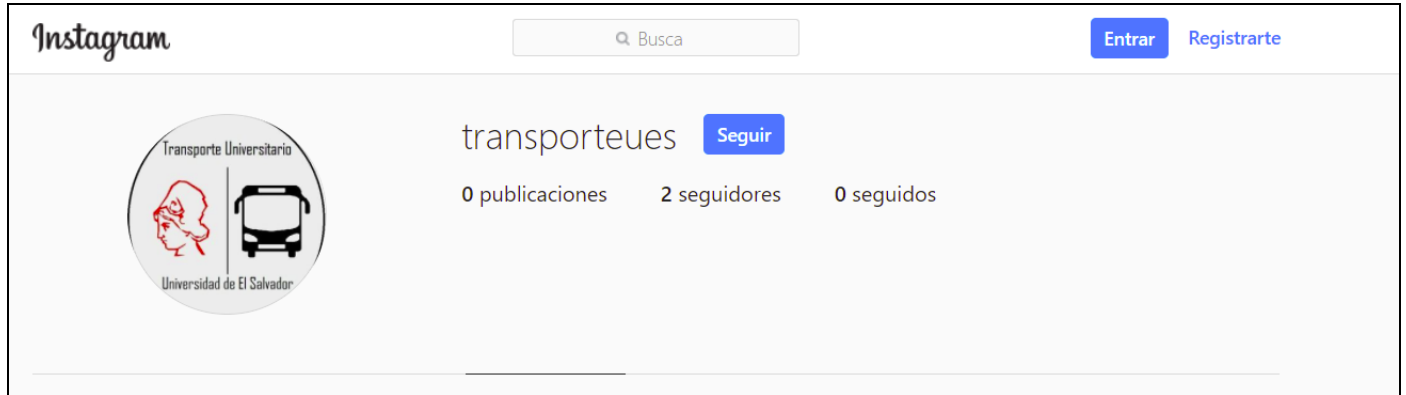 Instagram
Busca
Entrar
Registrarte
Transporte Universitario
Universidad de El Salvador
transporteues
Seguir
0 publicaciones 2 seguidores 0 seguidos